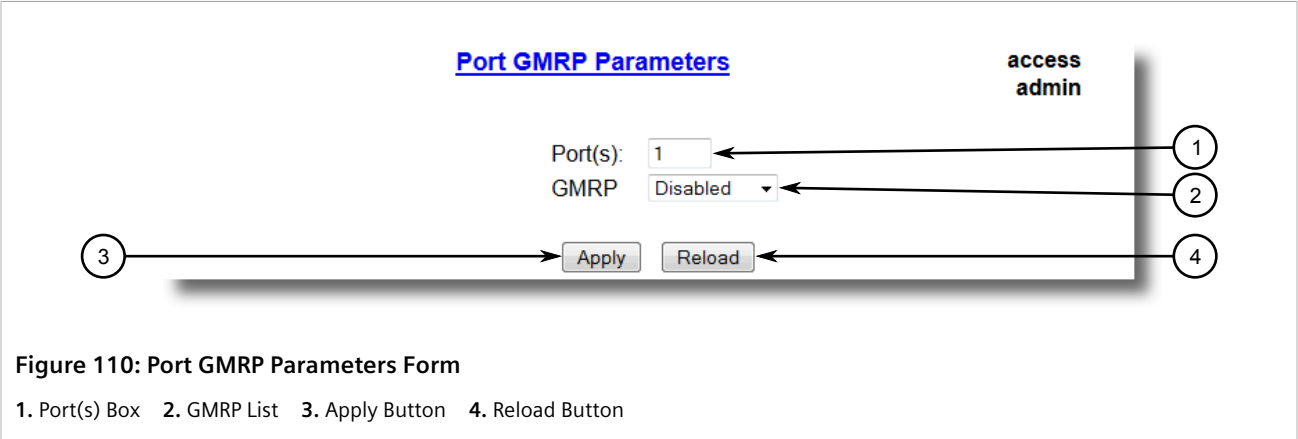 Port GMRP Parameters
access
admin
Port(s): 1
1
GMRP Disabled
2
3
Apply Reload
4
Figure 110: Port GMRP Parameters Form
1. Port(s) Box 2. GMRP List 3. Apply Button 4. Reload Button